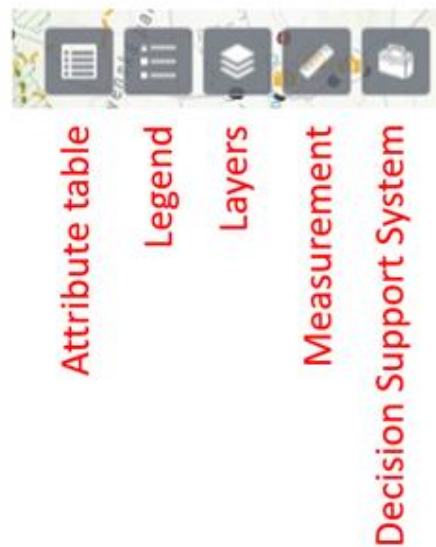 Attribute table
Legend
Layers
Measurement
Decision Support System